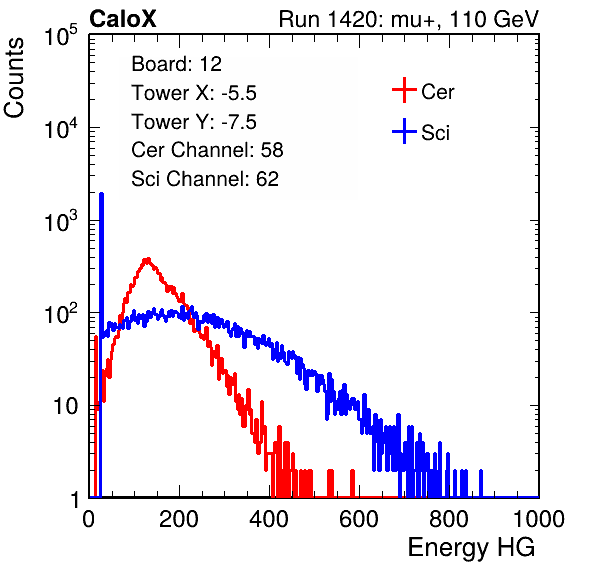 CaloX Run 1420: mu+, 110 GeV
Counts
Board: 12
Tower X: -5.5
Tower Y: -7.5
Cer Channel: 58
Sci Channel: 62
Cer
Sci
10^5
10^4
10^3
10^2
10
1
0 200 400 600 800 1000
Energy HG